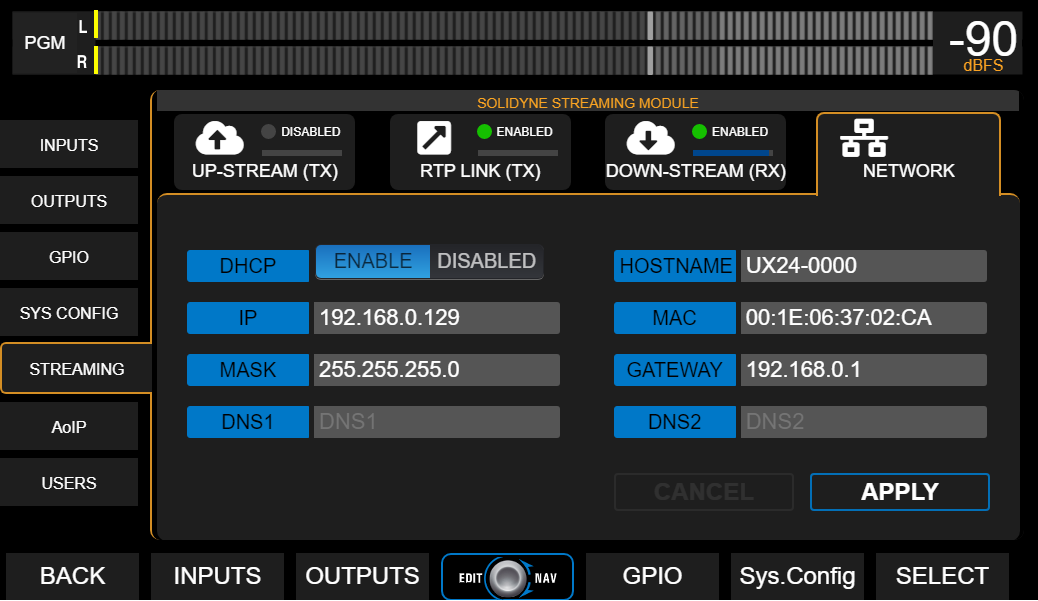 PGM
L
R
-90
dBFS
SOLIDYNE STREAMING MODULE
DISABLED
UP-STREAM (TX)
ENABLED
RTP LINK (TX)
ENABLED
DOWN-STREAM (RX)
NETWORK
INPUTS
OUTPUTS
GPIO
SYS CONFIG
STREAMING
AoIP
USERS
DHCP ENABLE DISABLED
HOSTNAME UX24-0000
IP 192.168.0.129
MAC 00:1E:06:37:02:CA
MASK 255.255.255.0
GATEWAY 192.168.0.1
DNS1 DNS1
DNS2 DNS2
CANCEL
APPLY
BACK
INPUTS
OUTPUTS
EDIT NAV
GPIO
Sys.Config
SELECT